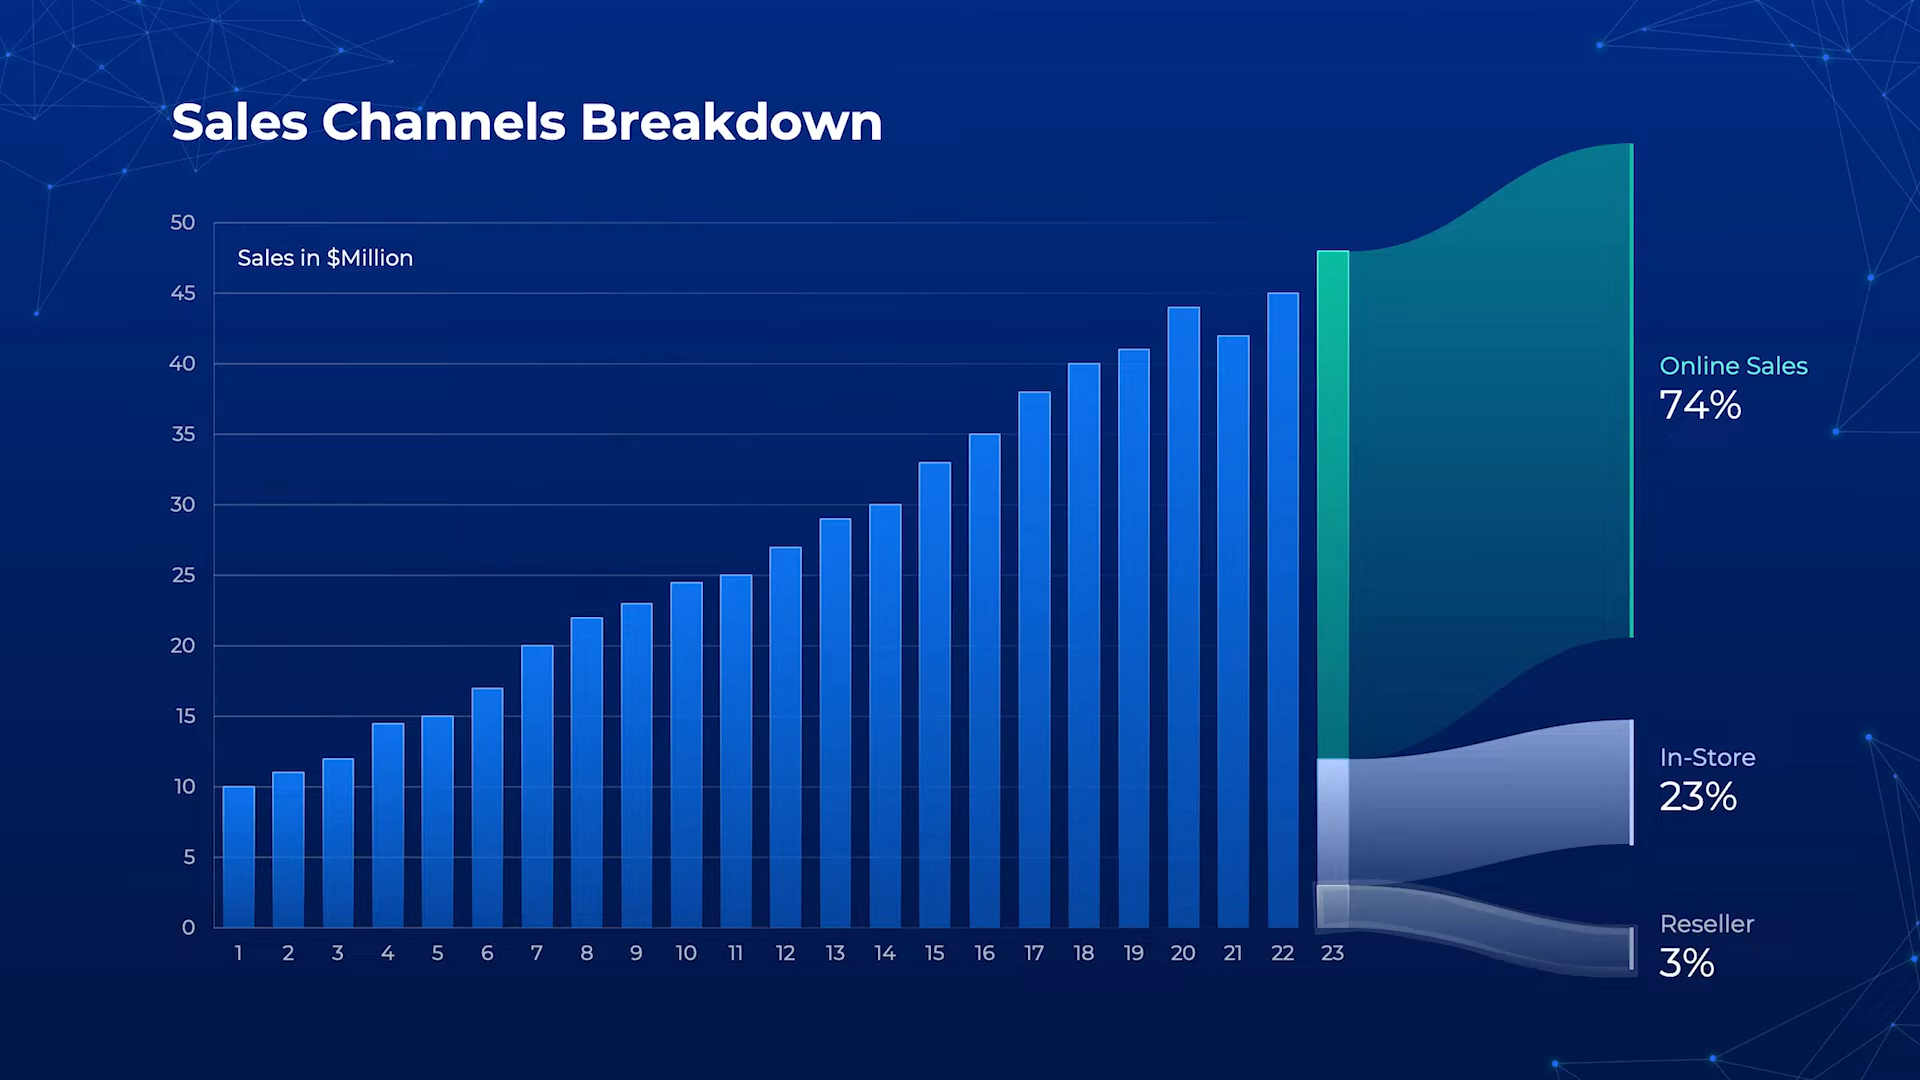 Sales Channels Breakdown
Sales in $Million
50
45
40
35
30
25
20
15
10
5
0
1 2 3 4 5 6 7 8 9 10 11 12 13 14 15 16 17 18 19 20 21 22 23
Online Sales
74%
In-Store
23%
Reseller
3%